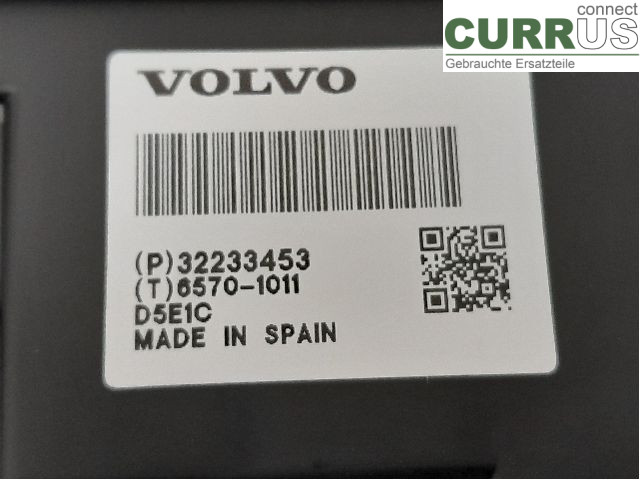 connect
CURRUS
Gebrauchte Ersatzteile
VOLVO
(P)32233453
(T)6570-1011
D5E1C
MADE IN SPAIN